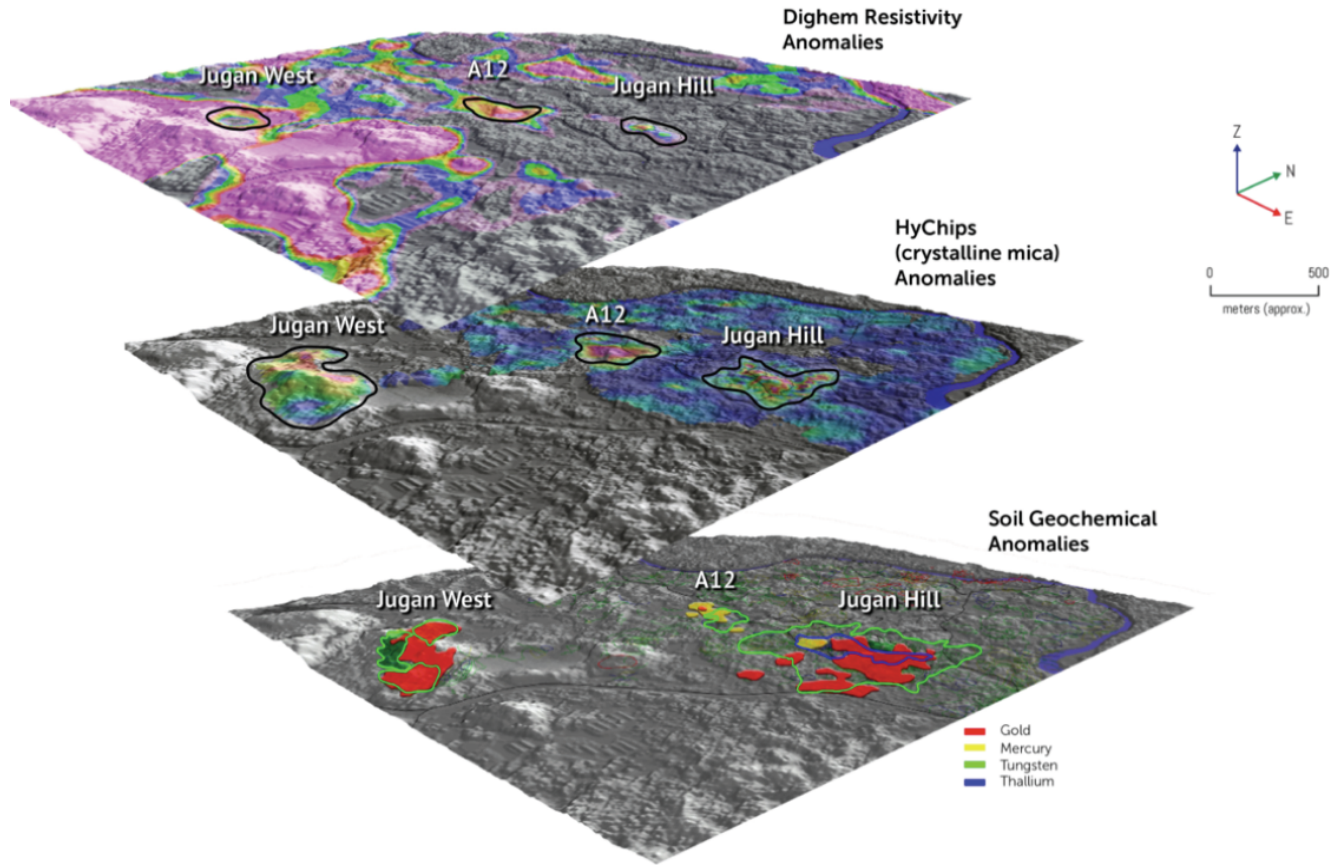 Dighem Resistivity
Anomalies
Jugan West
A12
Jugan Hill
Z
N
E
HyChips
(crystalline mica)
Anomalies
0 500
meters (approx.)
Jugan West
A12
Jugan Hill
Soil Geochemical
Anomalies
A12
Jugan West
Jugan Hill
Gold
Mercury
Tungsten
Thallium